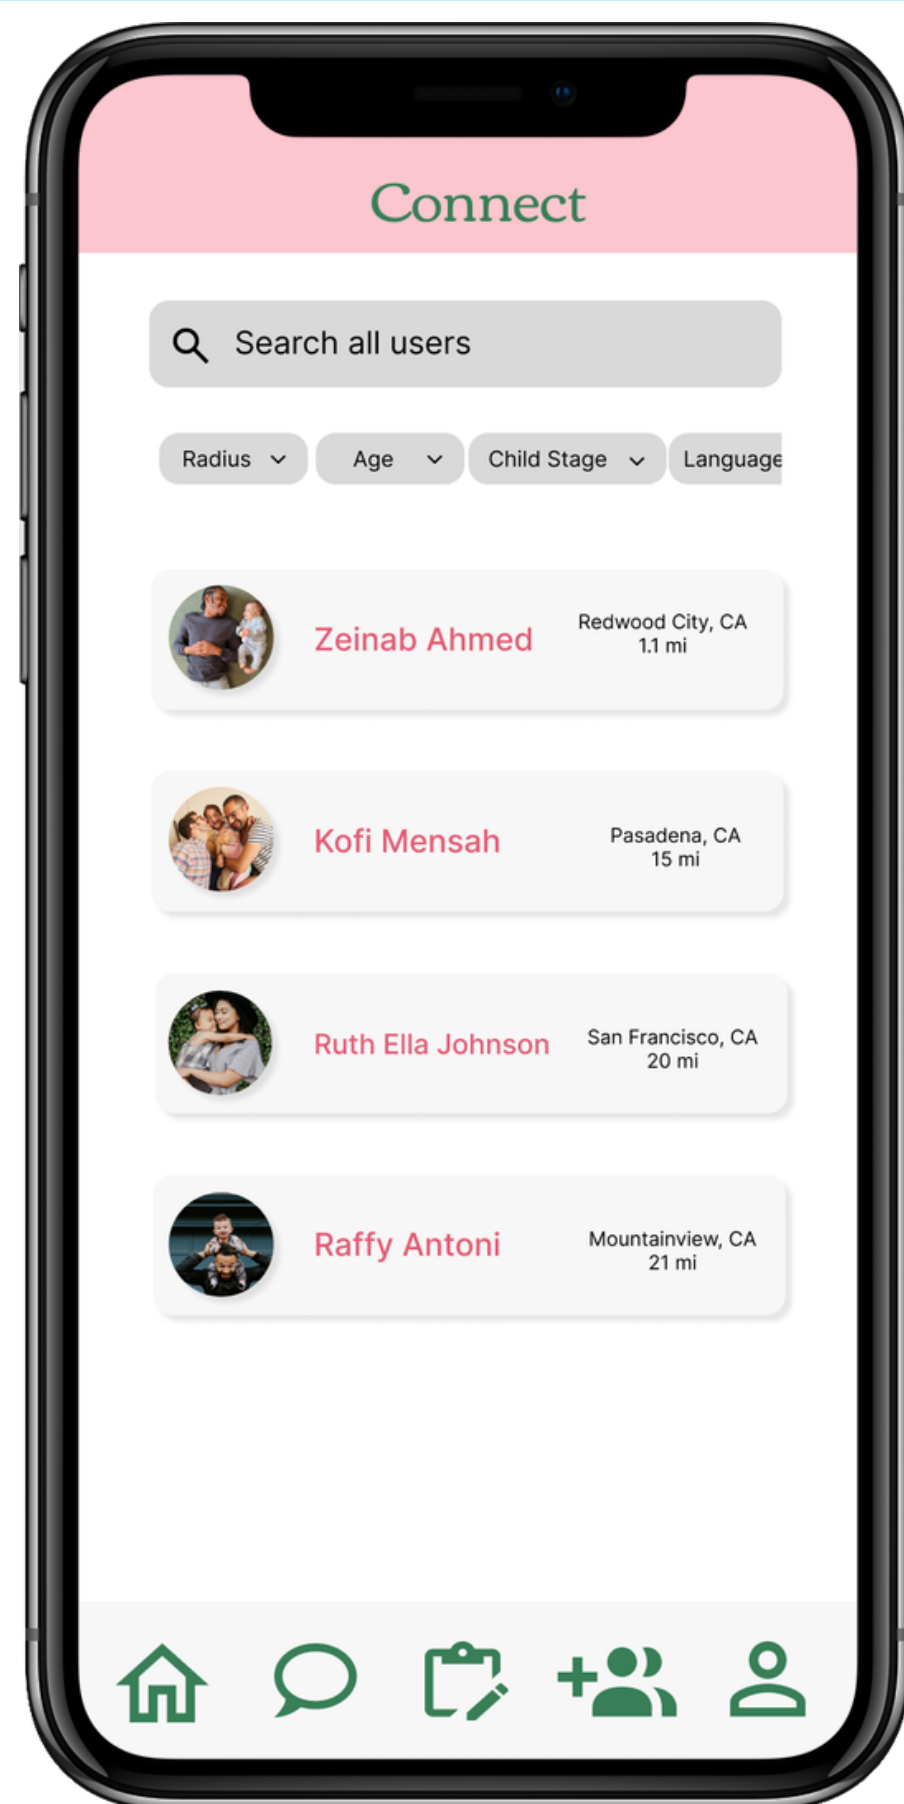 Connect
Search all users
Radius
Age
Child Stage
Language
Zeinab Ahmed
Redwood City, CA
1.1 mi
Kofi Mensah
Pasadena, CA
15 mi
Ruth Ella Johnson
San Francisco, CA
20 mi
Raffy Antoni
Mountainview, CA
21 mi